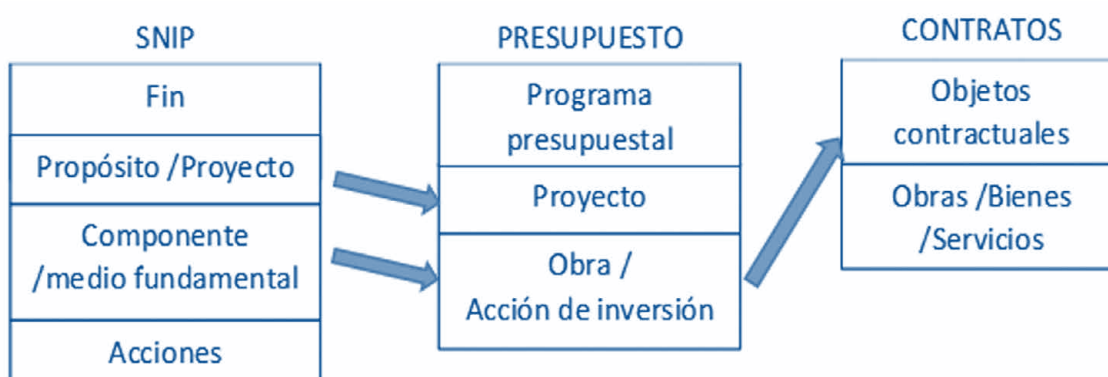 SNIP
Fin
Propósito /Proyecto
Componente
/medio fundamental
Acciones
PRESUPUESTO
Programa
presupuestal
Proyecto
Obra /
Acción de inversión
CONTRATOS
Objetos
contractuales
Obras /Bienes
/Servicios